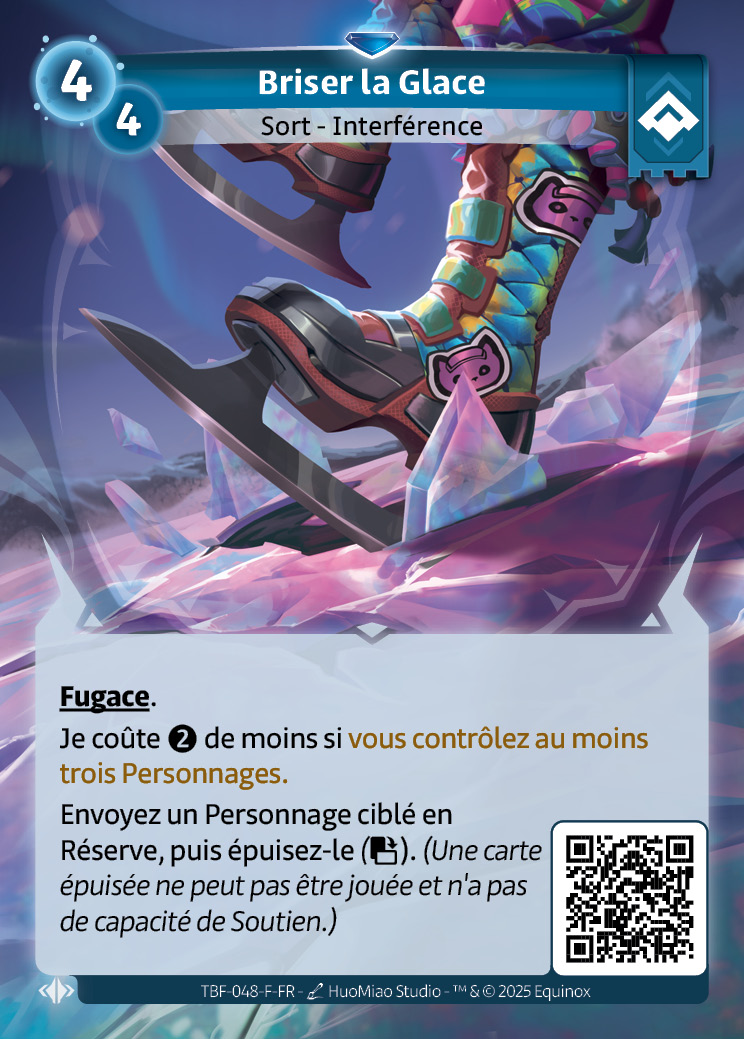 4
4
Briser la Glace
Sort - Interférence
Fugace.
Je coûte 2 de moins si vous contrôlez au moins
trois Personnages.
Envoyez un Personnage ciblé en
Réserve, puis épuisez-le (). (Une carte
épuisée ne peut pas être jouée et n'a pas
de capacité de Soutien.)
TBF-048-F-FR - HuoMiao Studio - ™ & © 2025 Equinox